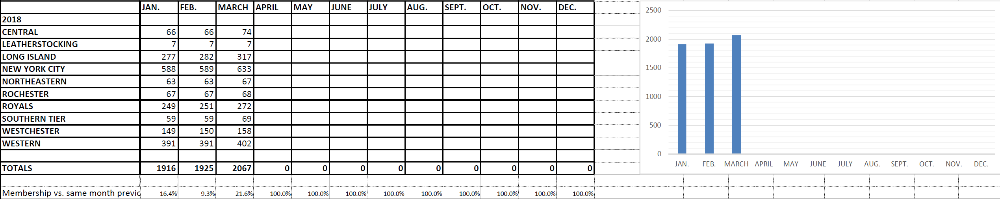 JAN. FEB. MARCH APRIL MAY JUNE JULY AUG. SEPT. OCT. NOV. DEC.
2018
CENTRAL 66 66 74
LEATHERSTOCKING 7 7 7
LONG ISLAND 277 282 317
NEW YORK CITY 588 589 633
NORTHEASTERN 63 63 67
ROCHESTER 67 67 68
ROYALS 249 251 272
SOUTHERN TIER 59 59 69
WESTCHESTER 149 150 158
WESTERN 391 391 402
TOTALS 1916 1925 2067 0 0 0 0 0 0 0 0 0
Membership vs. same month previc 16.4% 9.3% 21.6% -100.0% -100.0% -100.0% -100.0% -100.0% -100.0% -100.0% -100.0% -100.0%
2500
2000
1500
1000
500
0
JAN. FEB. MARCH APRIL MAY JUNE JULY AUG. SEPT. OCT. NOV. DEC.